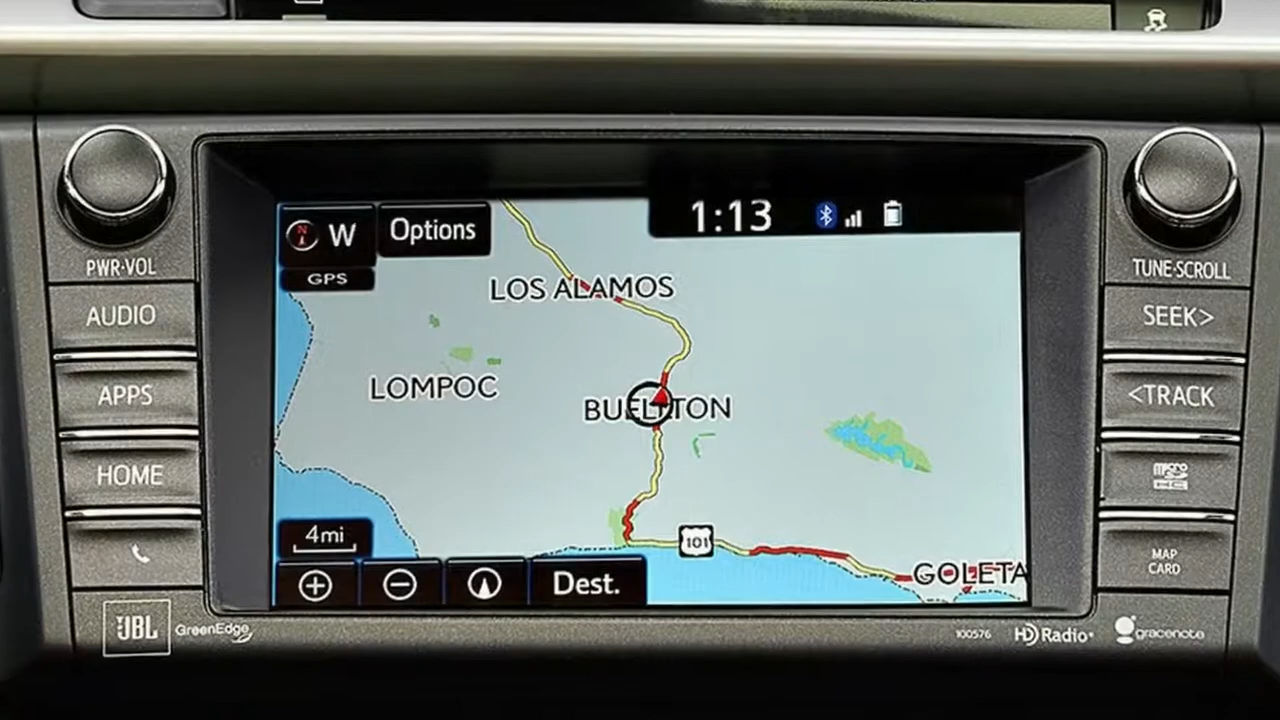 W
Options
1:13
GPS
LOS ALAMOS
LOMPOC
BUELLTON
101
GOLETA
4mi
Dest.
PWR·VOL
AUDIO
APPS
HOME
TUNE·SCROLL
SEEK>
<TRACK
micro
MAP
CARD
JBL
GreenEdge
100576
HD Radio
gracenote